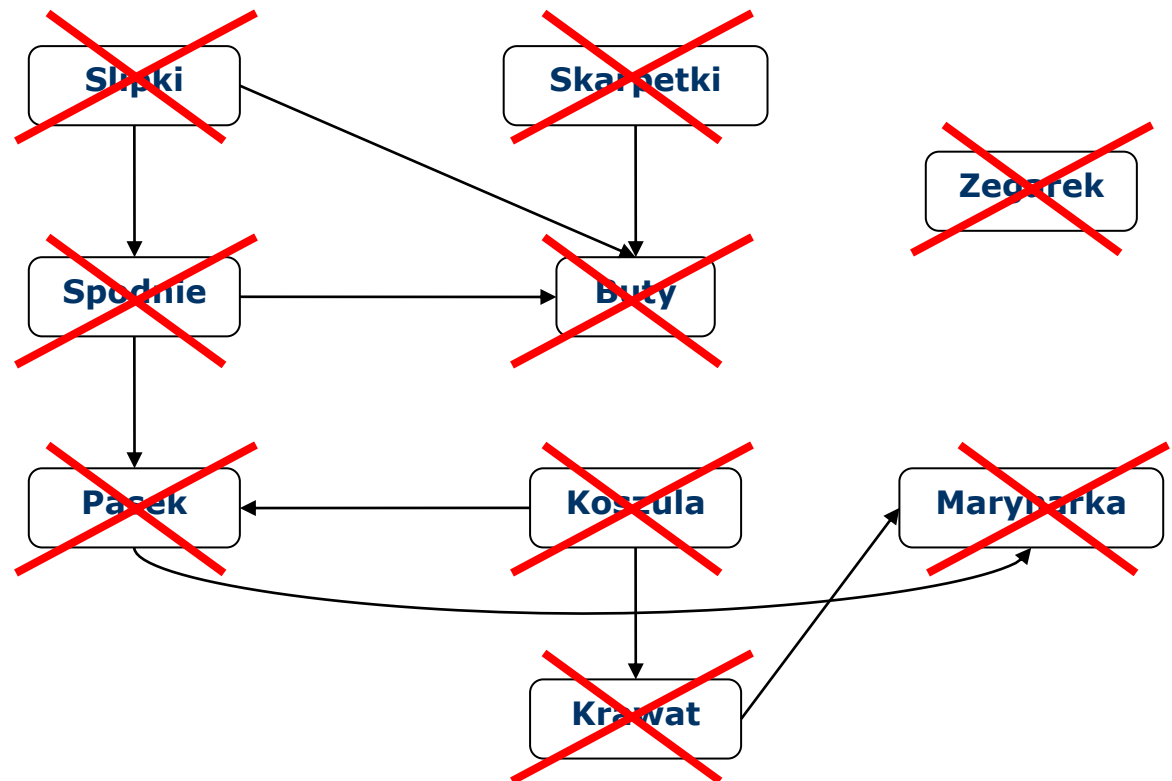 Slipki
Skarpetki
Zegarek
Spodnie
Buty
Pasek
Koszula
Marynarka
Krawat